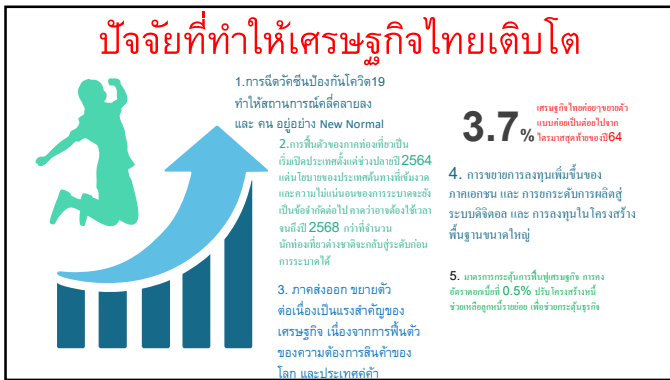 ปัจจัยที่ทำให้เศรษฐกิจไทยเติบโต
1.การฉีดวัคซีนป้องกันโควิด19
ทำให้สถานการณ์คลี่คลายลง
และ คน อยู่อย่าง New Normal
2.การฟื้นตัวของภาคท่องเที่ยวเป็น
เริ่มเปิดประเทศตั้งแต่ช่วงปลายปี 2564
แต่นโยบายของประเทศต้นทางที่เข้มงวด
และความไม่แน่นอนของการระบาดจะยัง
เป็นข้อจำกัดต่อไป คาดว่าอาจต้องใช้เวลา
จนถึงปี 2568 กว่าที่จำนวน
นักท่องเที่ยวต่างชาติจะกลับสู่ระดับก่อน
การระบาดได้
3. ภาคส่งออก ขยายตัว
ต่อเนื่องเป็นแรงสำคัญของ
เศรษฐกิจ เนื่องจากการฟื้นตัว
ของความต้องการสินค้าของ
โลก และประเทศคู่ค้า
3.7%
เศรษฐกิจไทยค่อยๆขยายตัว
แบบค่อยเป็นค่อยไปจาก
ไตรมาสสุดท้ายของปี64
4. การขยายการลงทุนเพิ่มขึ้นของ
ภาคเอกชน และ การยกระดับการผลิตสู่
ระบบดิจิตอล และ การลงทุนในโครงสร้าง
พื้นฐานขนาดใหญ่
5. มาตรการกระตุ้นการฟื้นฟูเศรษฐกิจ การคง
อัตราดอกเบี้ยที่ 0.5% ปรับโครงสร้างหนี้
ช่วยเหลือลูกหนี้รายย่อย เพื่อช่วยกระตุ้นธุรกิจ